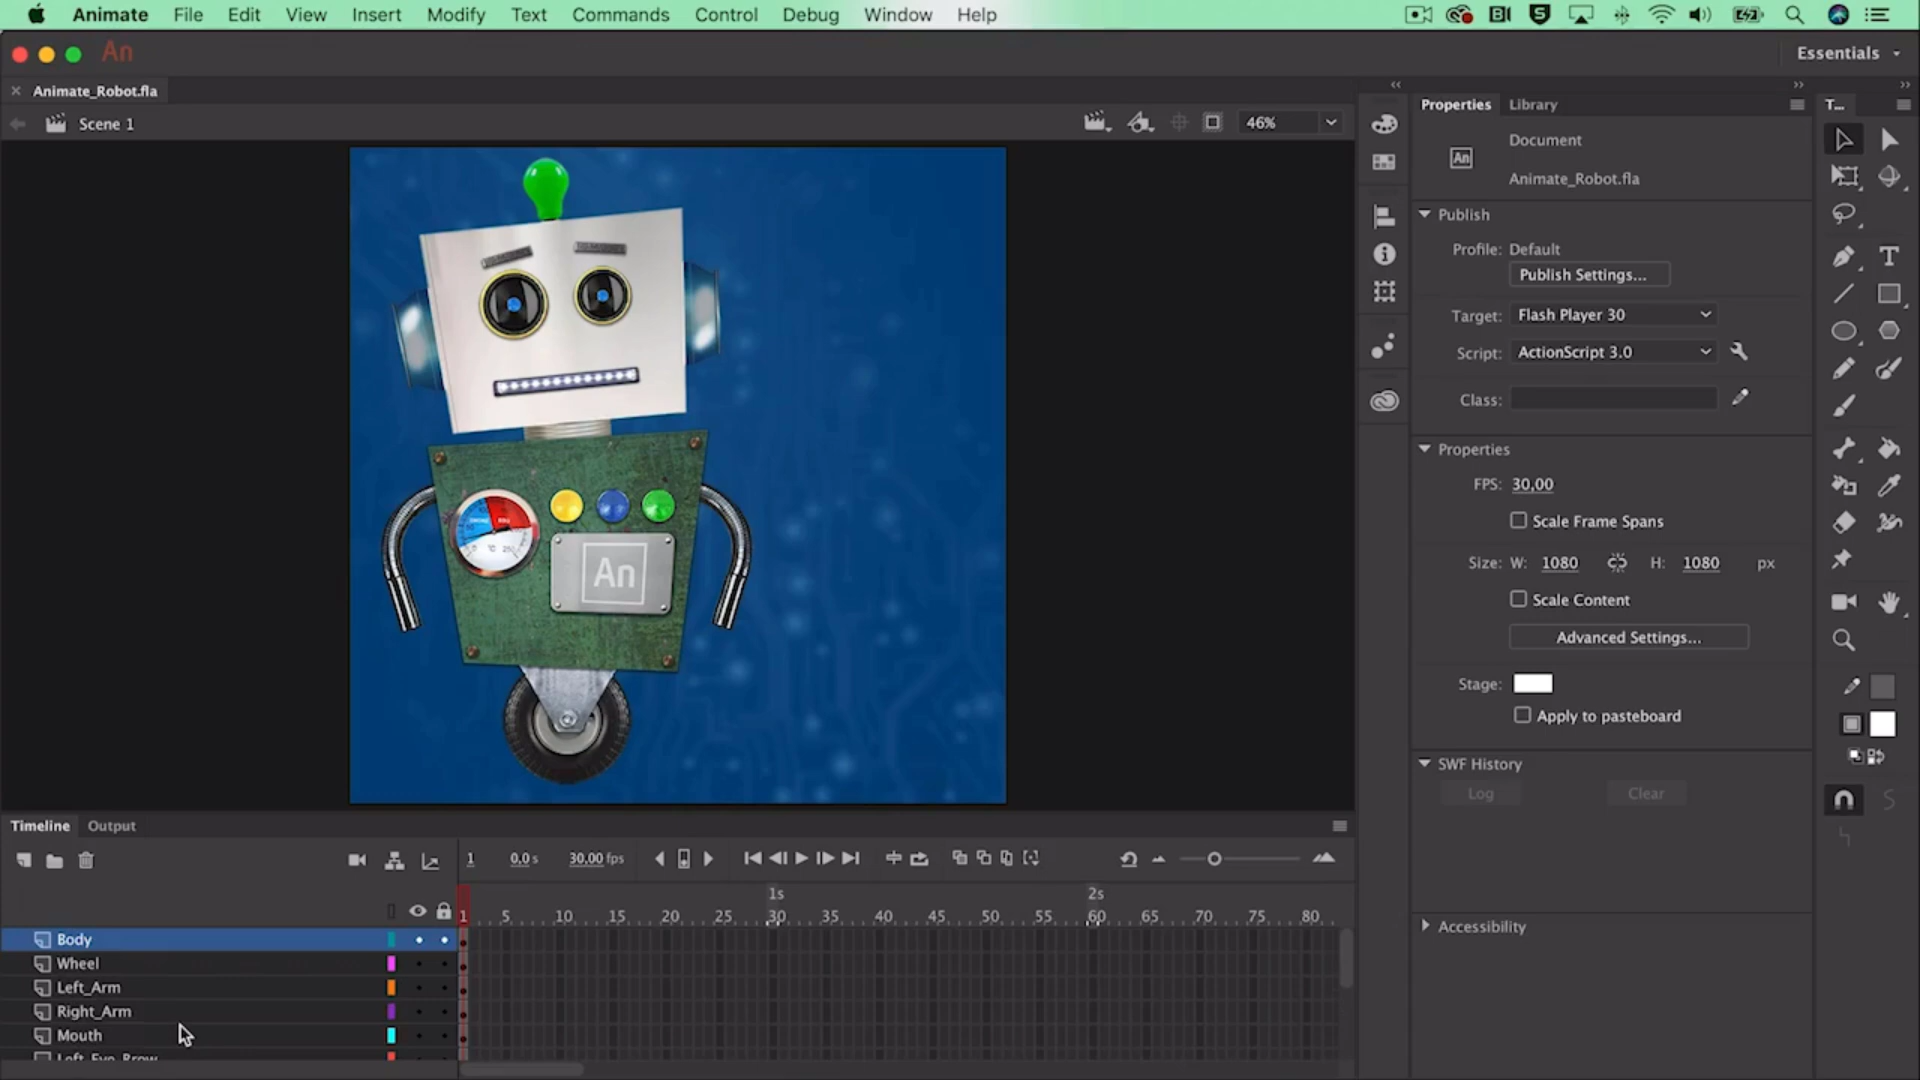 Animate File Edit View Insert Modify Text Commands Control Debug Window Help
An
Essentials
Animate_Robot.fla
Scene 1
46%
An
Properties Library
T...
An
Document
Animate_Robot.fla
Publish
Profile: Default
Publish Settings...
Target: Flash Player 30
Script: ActionScript 3.0
Class:
Properties
FPS: 30,00
Scale Frame Spans
Size: W: 1080 H: 1080 px
Scale Content
Advanced Settings...
Stage:
Apply to pasteboard
SWF History
Log Clear
Accessibility
Timeline Output
1 0,0 s 30.00 fps
1s 2s
1 5 10 15 20 25 30 35 40 45 50 55 60 65 70 75 80
Body
Wheel
Left_Arm
Right_Arm
Mouth
Left_Eye_Brow